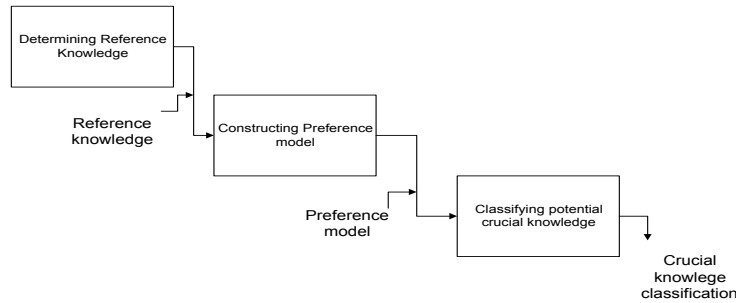 Determining Reference
Knowledge
Reference
knowledge
Constructing Preference
model
Preference
model
Classifying potential
crucial knowledge
Crucial
knowlege
classification